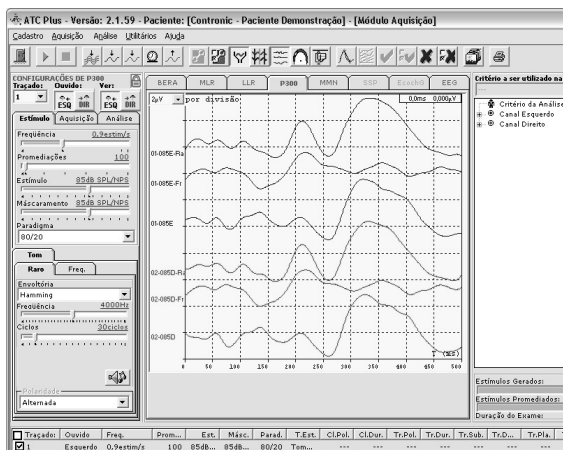 ATC Plus - Versão: 2.1.59 - Paciente: [Contronic - Paciente Demonstração] - [Módulo Aquisição]
Cadastro Aquisição Análise Utilitários Ajuda
CONFIGURAÇÕES DE P300
Traçado: Ouvido: Ver:
1 ESQ DIR ESQ DIR
Estímulo Aquisição Análise
Freqüência 0,9estim/s
Promediações 100
Estímulo 85dB SPL/NPS
Máscaramento 85dB SPL/NPS
Paradigma
80/20
Tom
Raro Freq.
Envoltória
Hamming
Freqüência 4000Hz
Ciclos 30ciclos
Polaridade
Alternada
BERA MLR LLR P300 MMN SSP EcochG EEG
2µV por divisão 0,0ms 0,000µV
01-085E-Ra
01-085E-Fr
01-085E
02-085D-Ra
02-085D-Fr
02-085D
T (ms)
0 50 100 150 200 250 300 350 400 450 500
Critério a ser utilizado na
Critério da Análise
Canal Esquerdo
Canal Direito
Estímulos Gerados:
Estímulos Promediados:
Duração do Exame:
Traçado: Ouvido Freq. Prom... Est. Másc. Parad. T.Est. Cl.Pol. Cl.Dur. Tr.Pol. Tr.Dur. Tr.Sub. Tr.D... Tr.Pla.
1 Esquerdo 0,9estim/s 100 85dB... 85dB... 80/20 Tom... --- --- --- --- --- --- ---